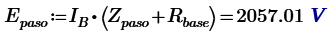 E_paso := I_B • (Z_paso + R_base) = 2057.01 V